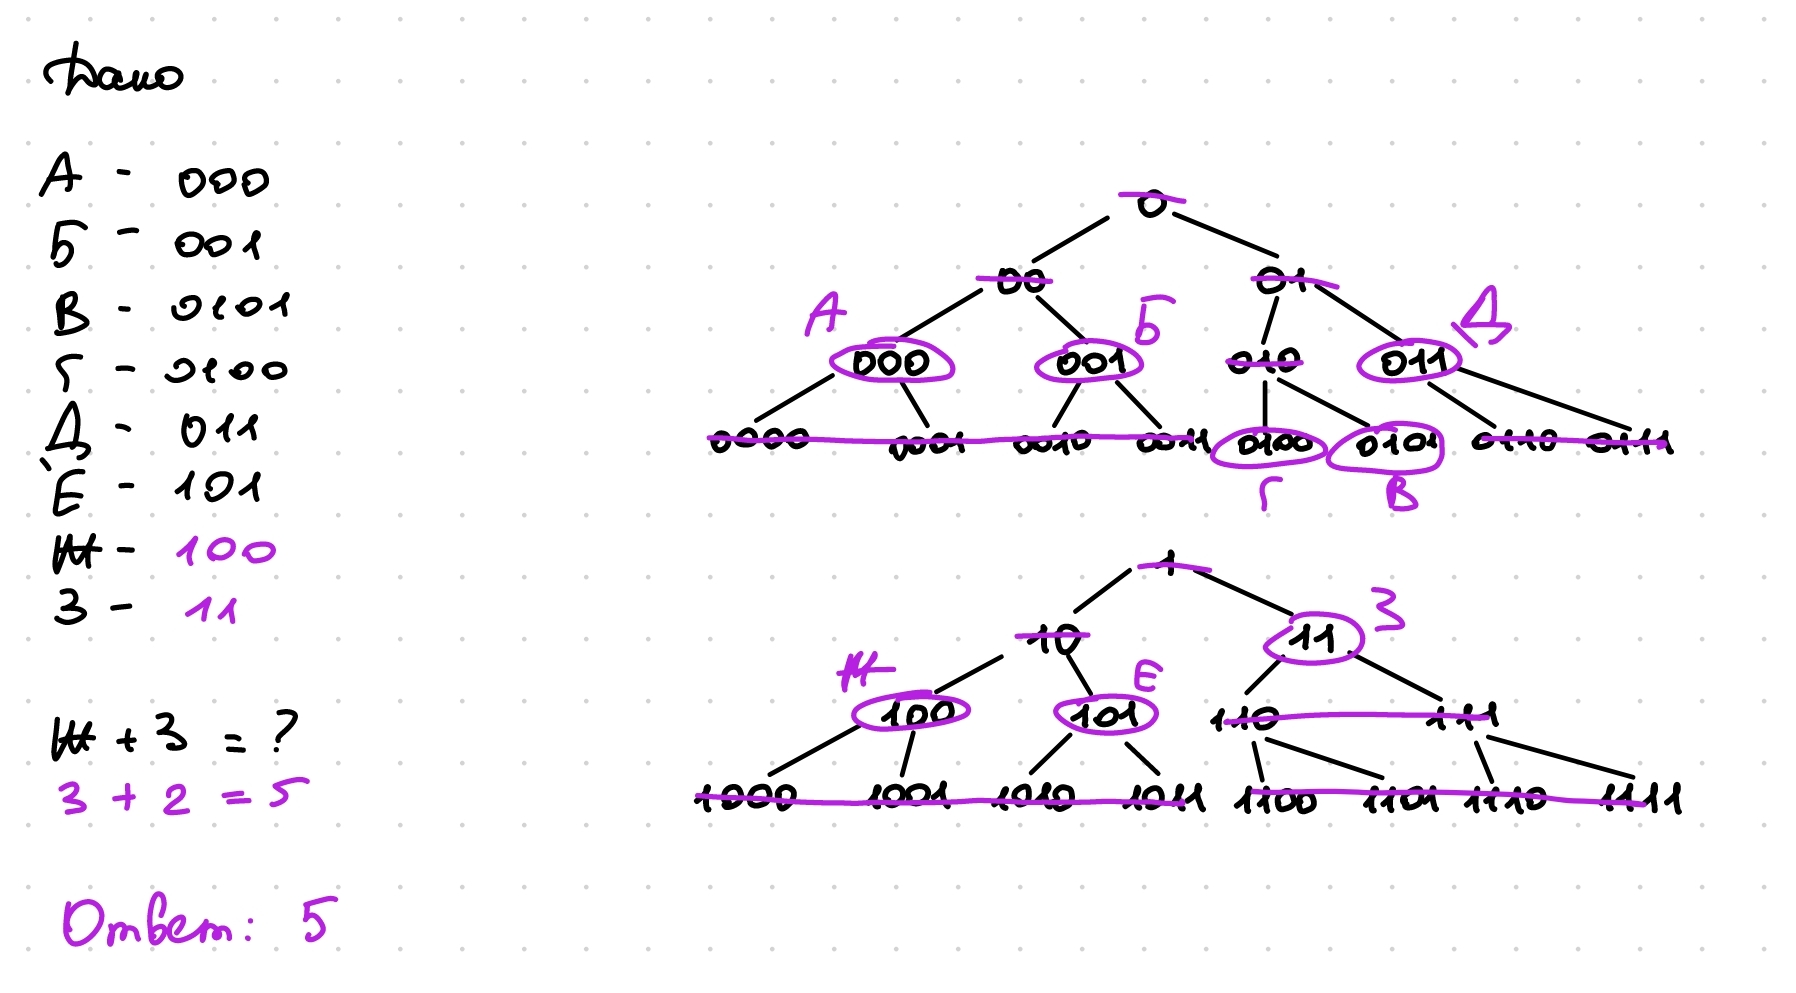 Дано
А - 000
Б - 001
В - 0101
Г - 0100
Д - 011
Е - 101
Ж - 100
З - 11
Ж + З = ?
3 + 2 = 5
Ответ: 5
0
00 01
А Б Д
000 001 010 011
0000 0001 0010 0011 0100 0101 0110 0111
Г В
1
10 11 З
Ж Е
100 101 110 111
1000 1001 1010 1011 1100 1101 1110 1111